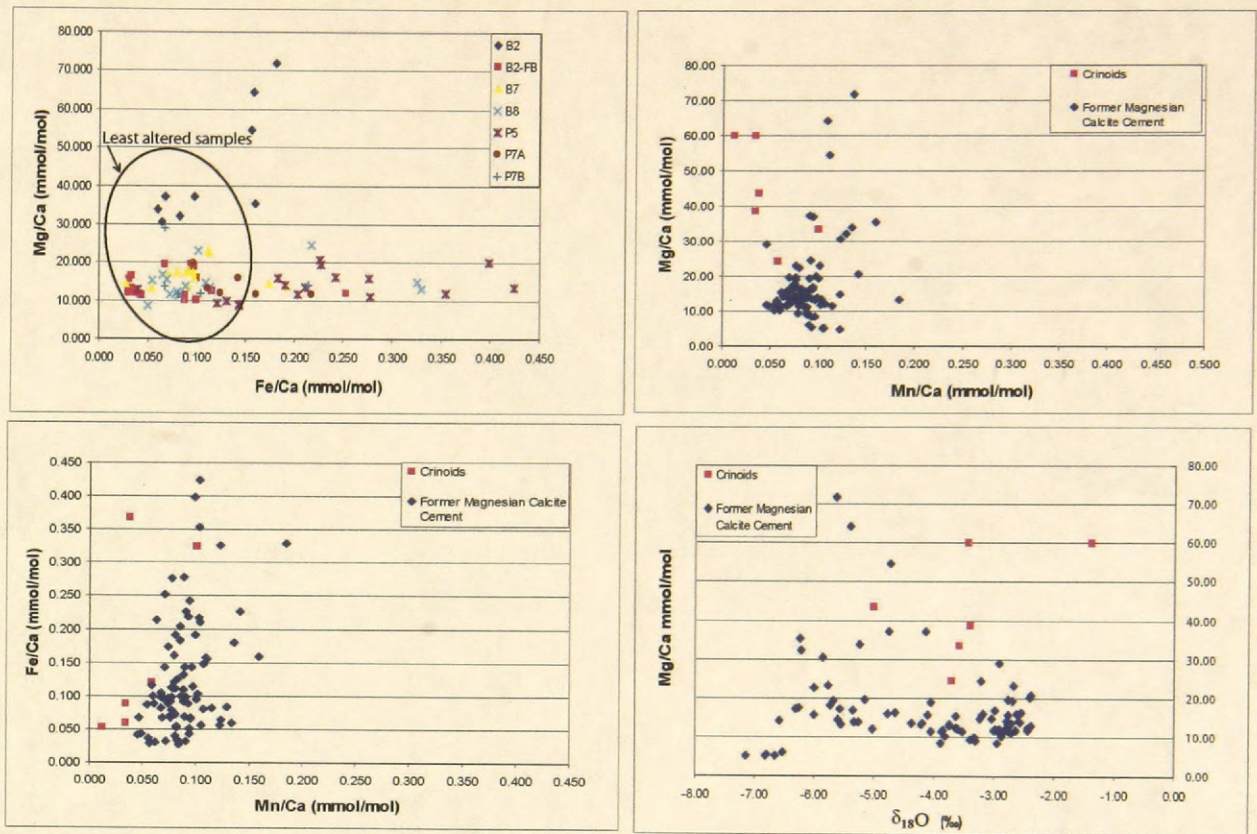 80.000
70.000
60.000
50.000
40.000
30.000
20.000
10.000
0.000
Mg/Ca (mmol/mol)
Least altered samples
B2
B2-FB
B7
B8
P5
P7A
P7B
0.000 0.050 0.100 0.150 0.200 0.250 0.300 0.350 0.400 0.450
Fe/Ca (mmol/mol)
80.00
70.00
60.00
50.00
40.00
30.00
20.00
10.00
0.00
Mg/Ca (mmol/mol)
Crinoids
Former Magnesian
Calcite Cement
0.000 0.050 0.100 0.150 0.200 0.250 0.300 0.350 0.400 0.450 0.500
Mn/Ca (mmol/mol)
0.450
0.400
0.350
0.300
0.250
0.200
0.150
0.100
0.050
0.000
Fe/Ca (mmol/mol)
Crinoids
Former Magnesian Calcite
Cement
0.000 0.050 0.100 0.150 0.200 0.250 0.300 0.350 0.400 0.450
Mn/Ca (mmol/mol)
Mg/Ca mmol/mol)
Crinoids
Former Magnesian
Calcite Cement
80.00
70.00
60.00
50.00
40.00
30.00
20.00
10.00
0.00
-8.00 -7.00 -6.00 -5.00 -4.00 -3.00 -2.00 -1.00 0.00
δ18O (‰)